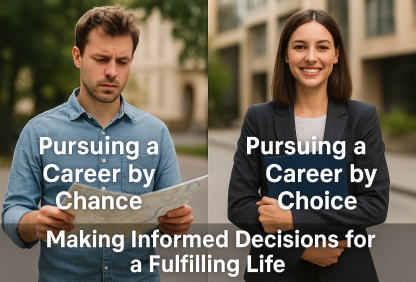 Pursuing a
Career by
Chance
Pursuing a
Career by
Choice
Making Informed Decisions for
a Fulfilling Life